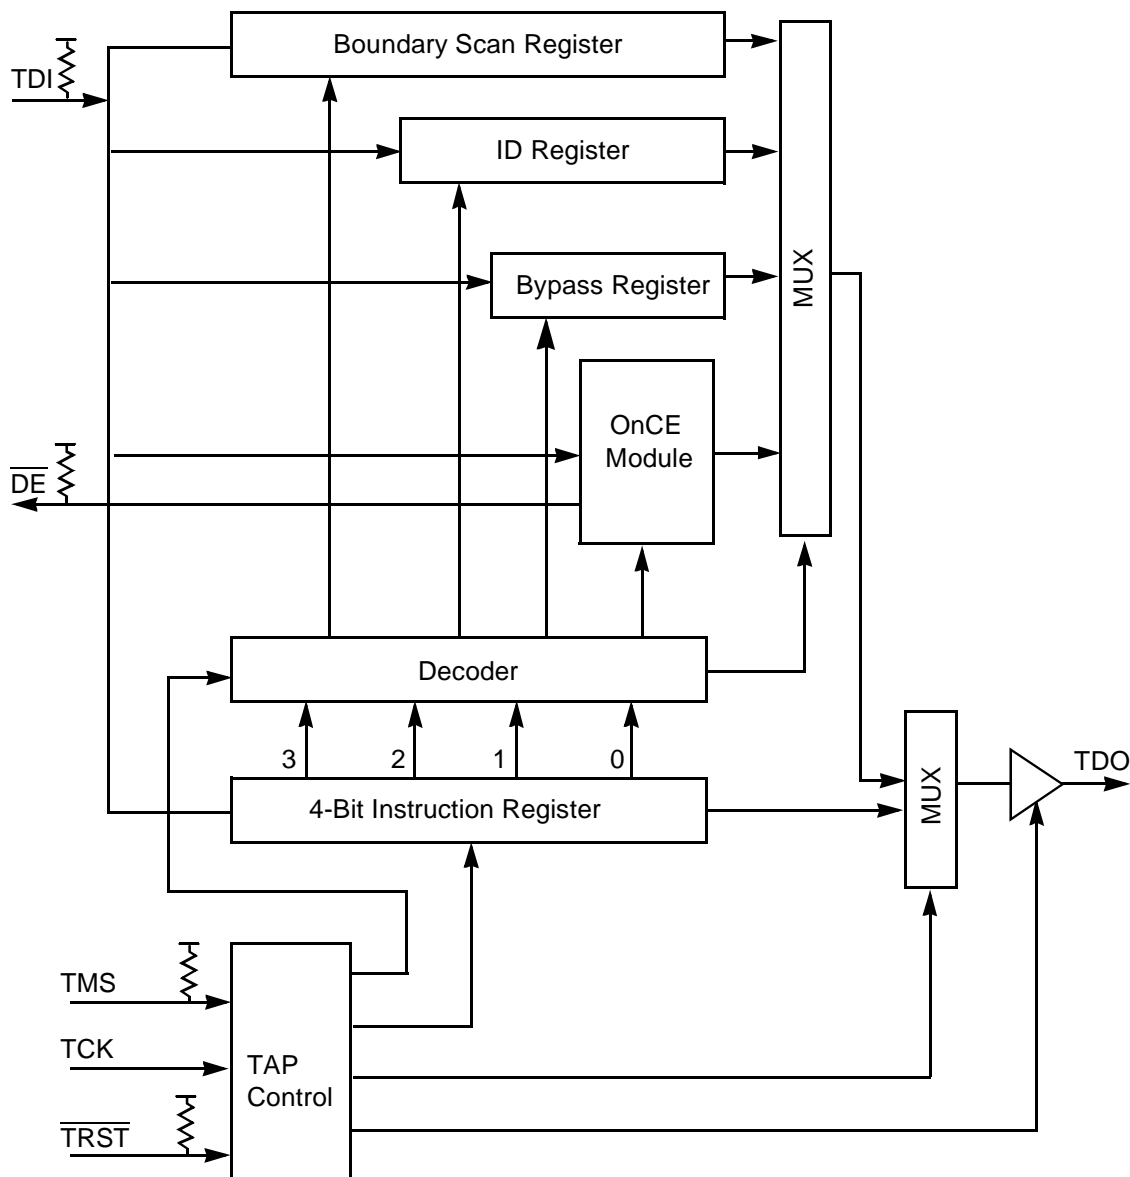 Boundary Scan Register
TDI
ID Register
Bypass Register
MUX
OnCE
Module
DE
Decoder
3 2 1 0
4-Bit Instruction Register
MUX
TDO
TMS
TCK
TAP
Control
TRST